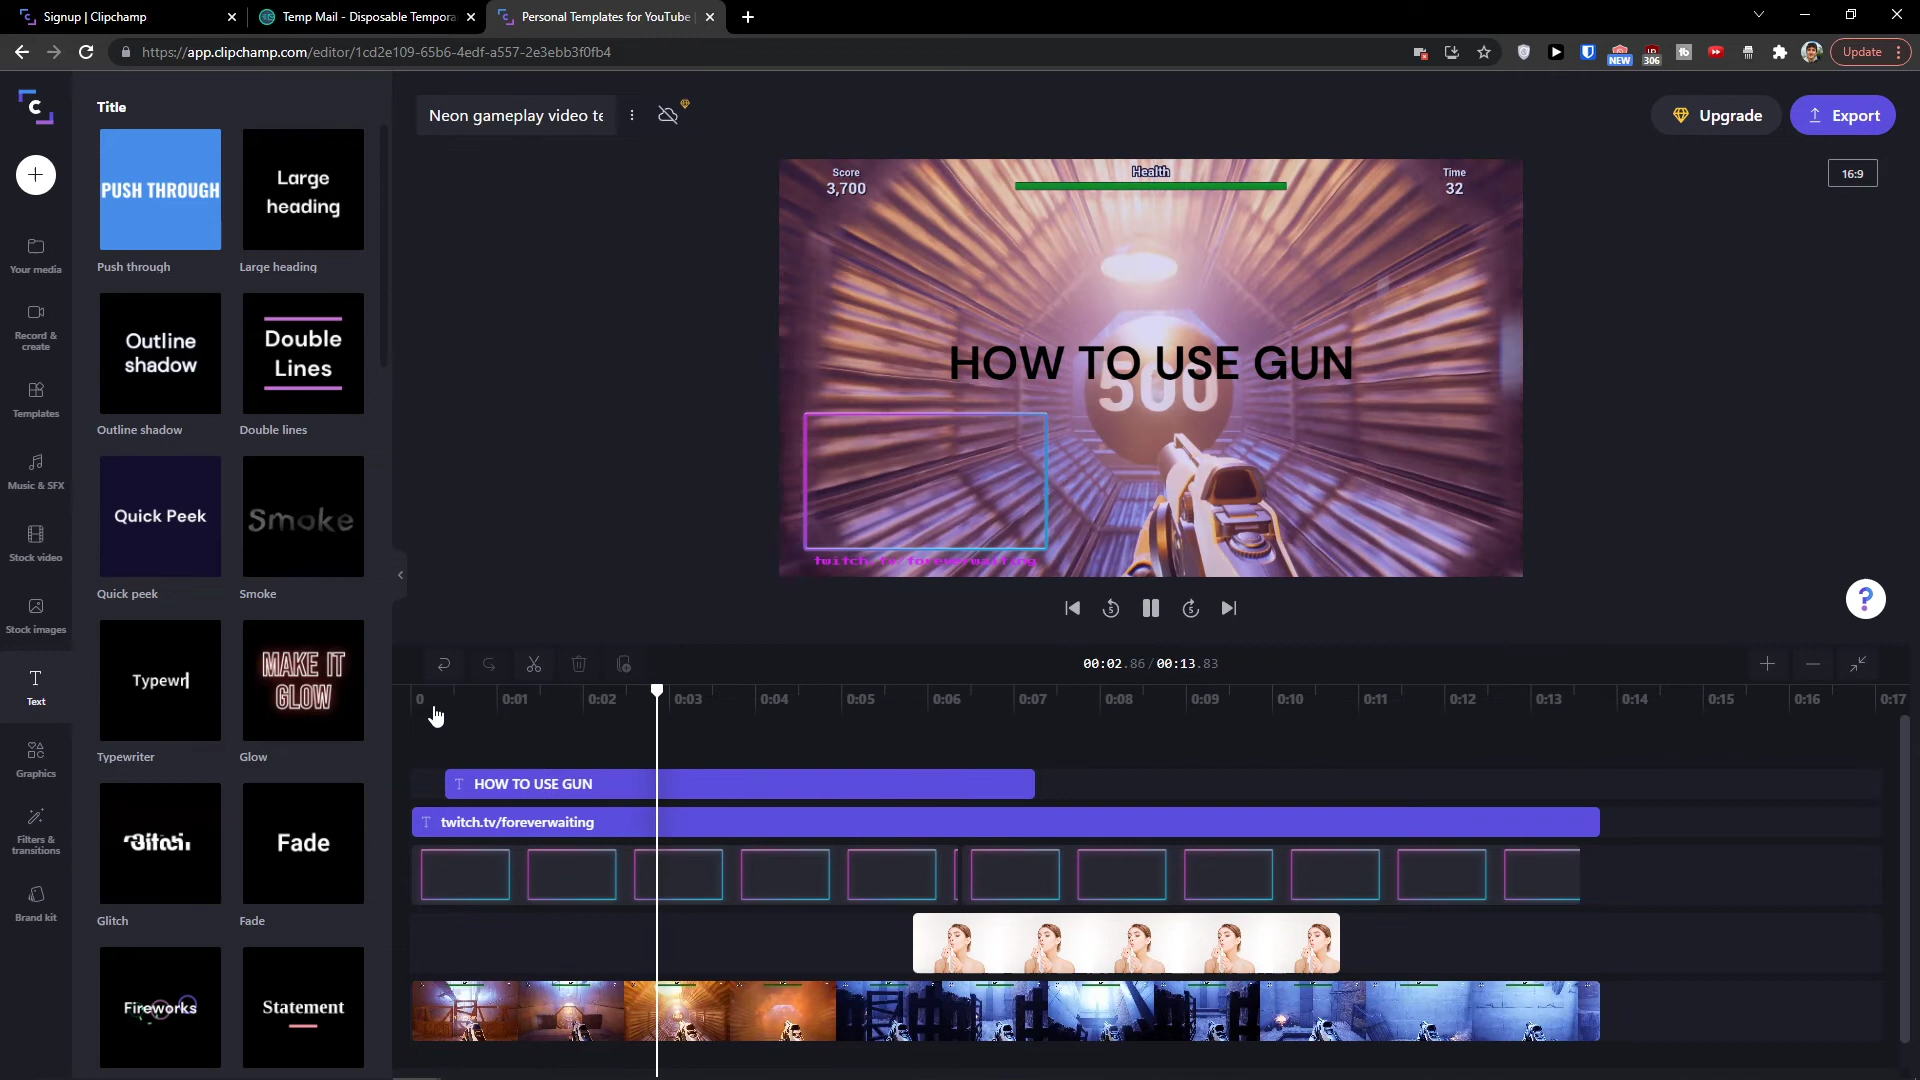 Signup | Clipchamp
Temp Mail - Disposable Tempora
Personal Templates for YouTube |
https://app.clipchamp.com/editor/1cd2e109-65b6-4edf-a557-2e3ebb3f0fb4
NEW
306
Update
C
Title
Neon gameplay video te
Upgrade
Export
16:9
PUSH THROUGH
Large
heading
Push through
Large heading
Outline
shadow
Double
Lines
Outline shadow
Double lines
Quick Peek
Smoke
Quick peek
Smoke
Typewr
MAKE IT
GLOW
Typewriter
Glow
Glitch
Fade
Glitch
Fade
Fireworks
Statement
Your media
Record &
create
Templates
Music & SFX
Stock video
Stock images
T
Text
Graphics
Filters &
transitions
Brand kit
Score
3,700
Health
Time
32
HOW TO USE GUN
500
twitch.tv/foreverwaiting
5
5
?
00:02.86 / 00:13.83
0 0:01 0:02 0:03 0:04 0:05 0:06 0:07 0:08 0:09 0:10 0:11 0:12 0:13 0:14 0:15 0:16 0:17
T HOW TO USE GUN
T twitch.tv/foreverwaiting